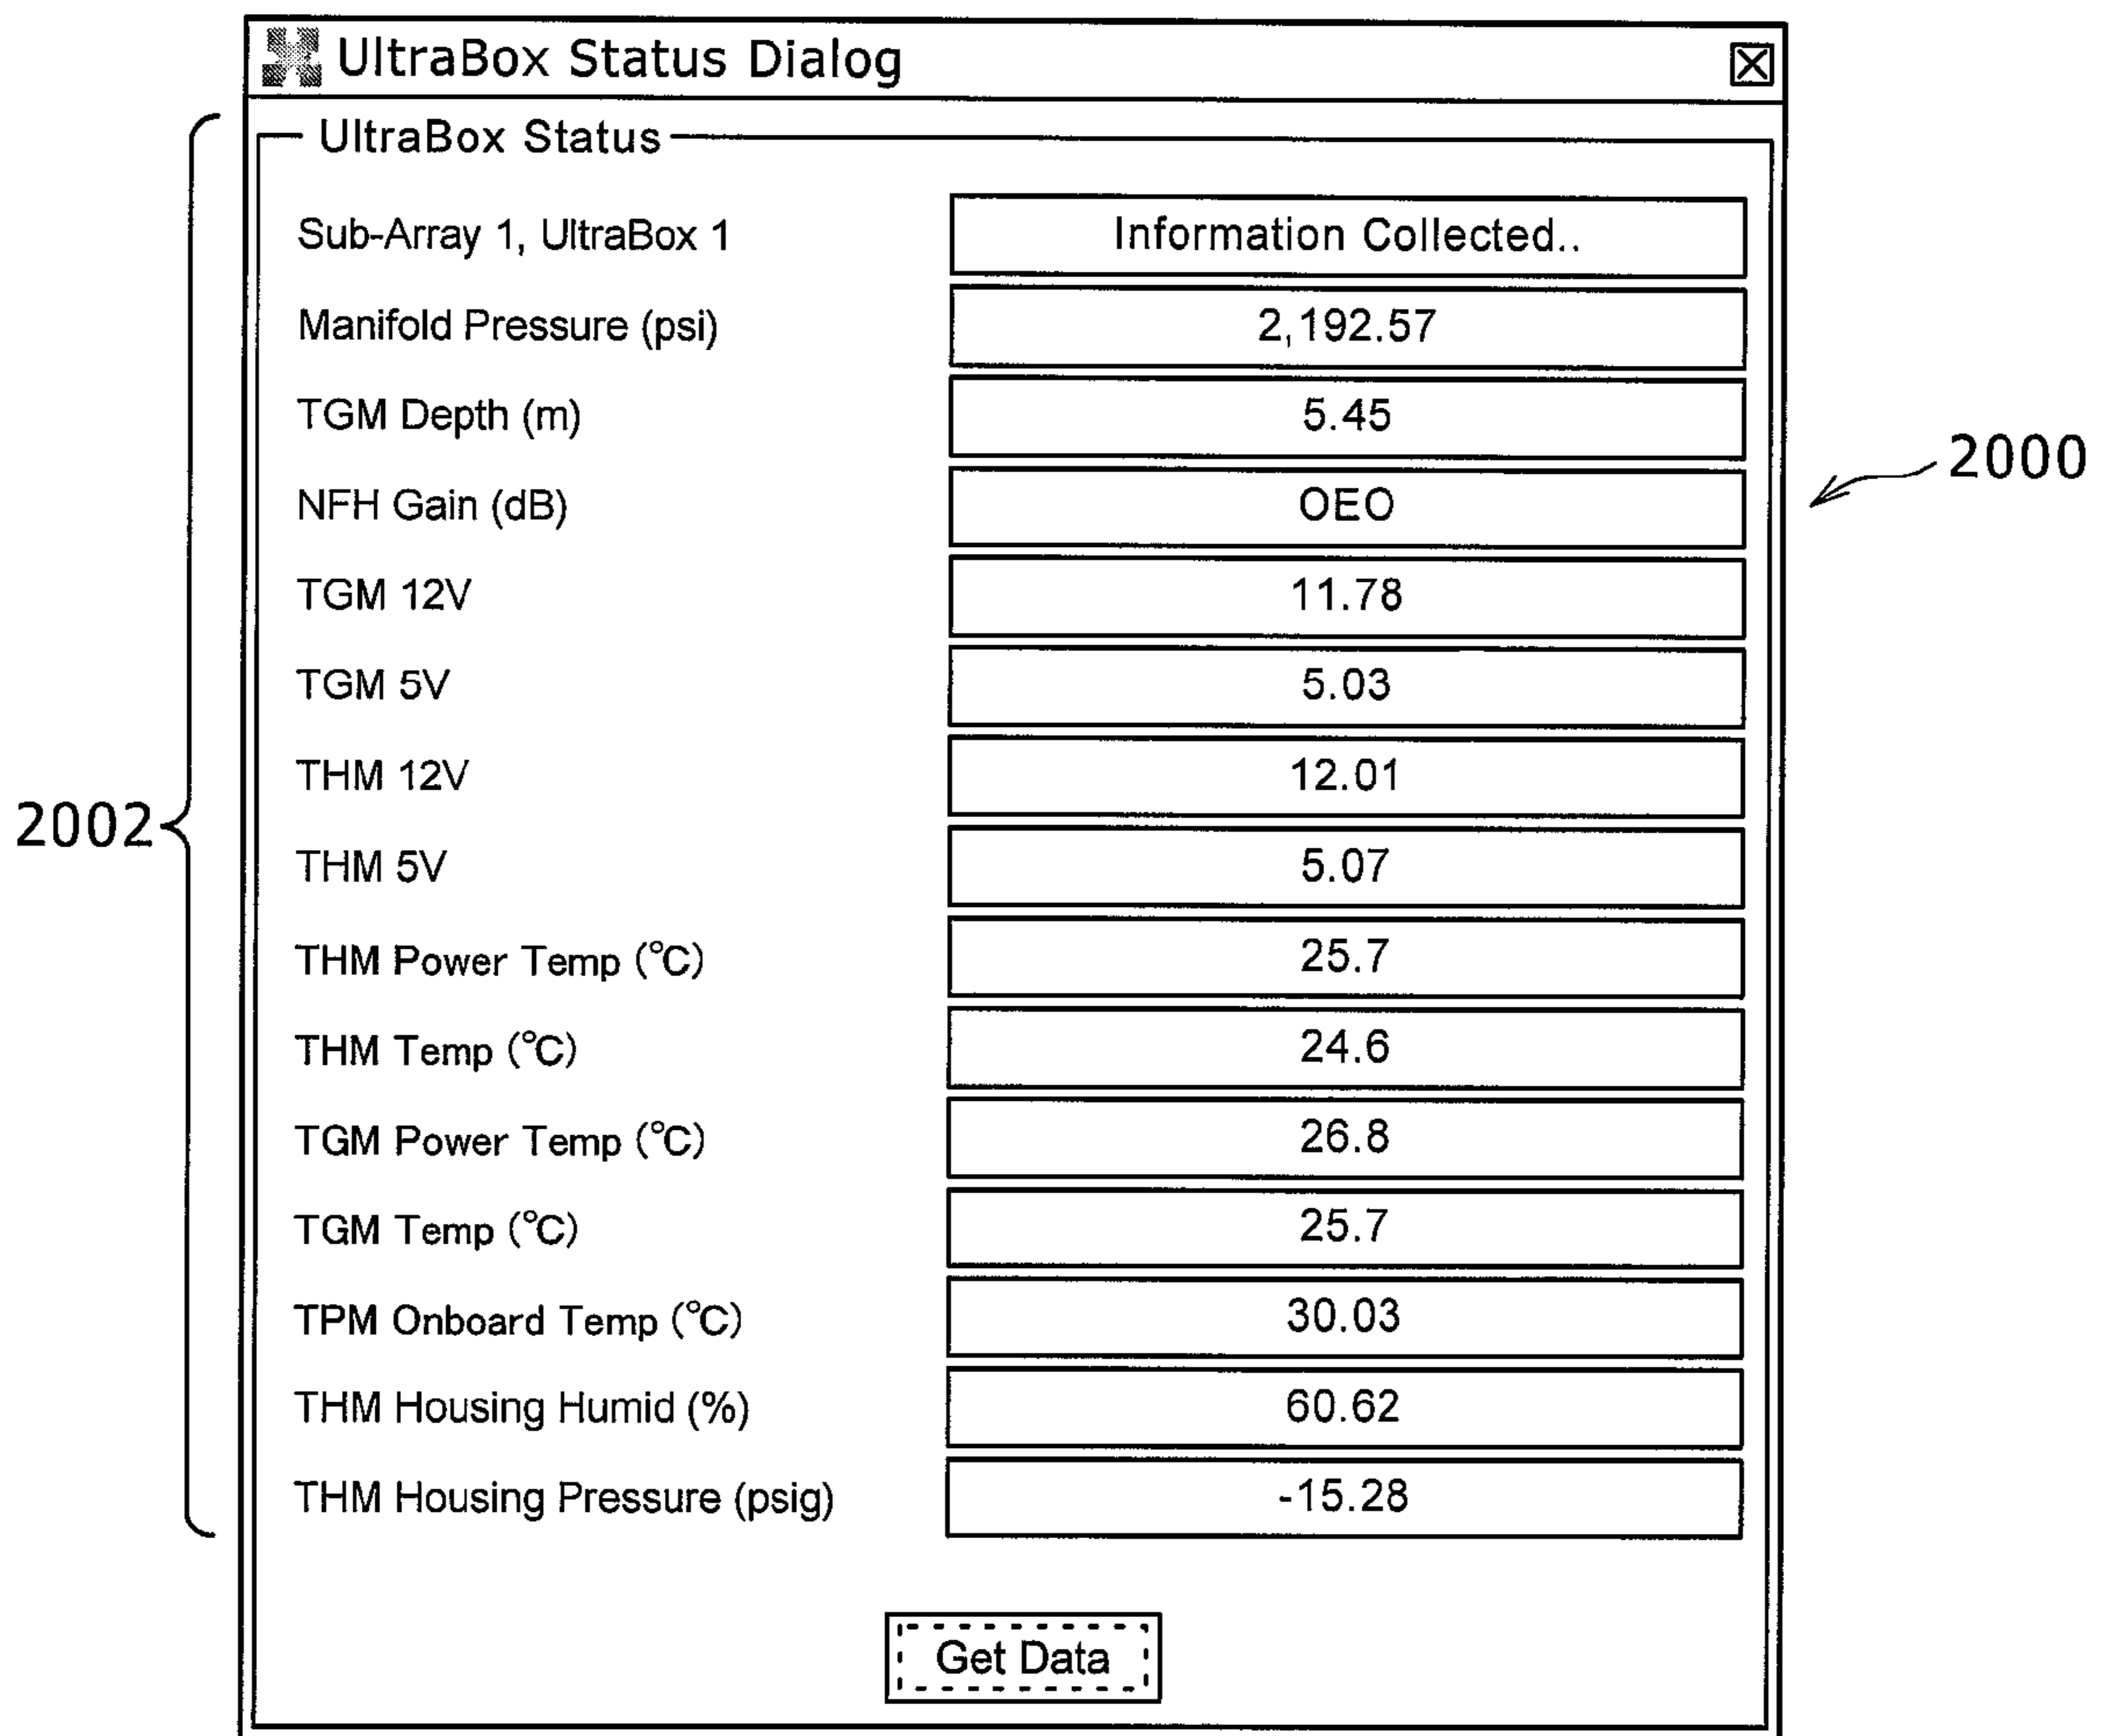 UltraBox Status Dialog
UltraBox Status
Sub-Array 1, UltraBox 1 Information Collected..
Manifold Pressure (psi) 2,192.57
TGM Depth (m) 5.45
NFH Gain (dB) OEO
TGM 12V 11.78
TGM 5V 5.03
THM 12V 12.01
THM 5V 5.07
THM Power Temp (℃) 25.7
THM Temp (℃) 24.6
TGM Power Temp (℃) 26.8
TGM Temp (℃) 25.7
TPM Onboard Temp (℃) 30.03
THM Housing Humid (%) 60.62
THM Housing Pressure (psig) -15.28
Get Data
2000
2002